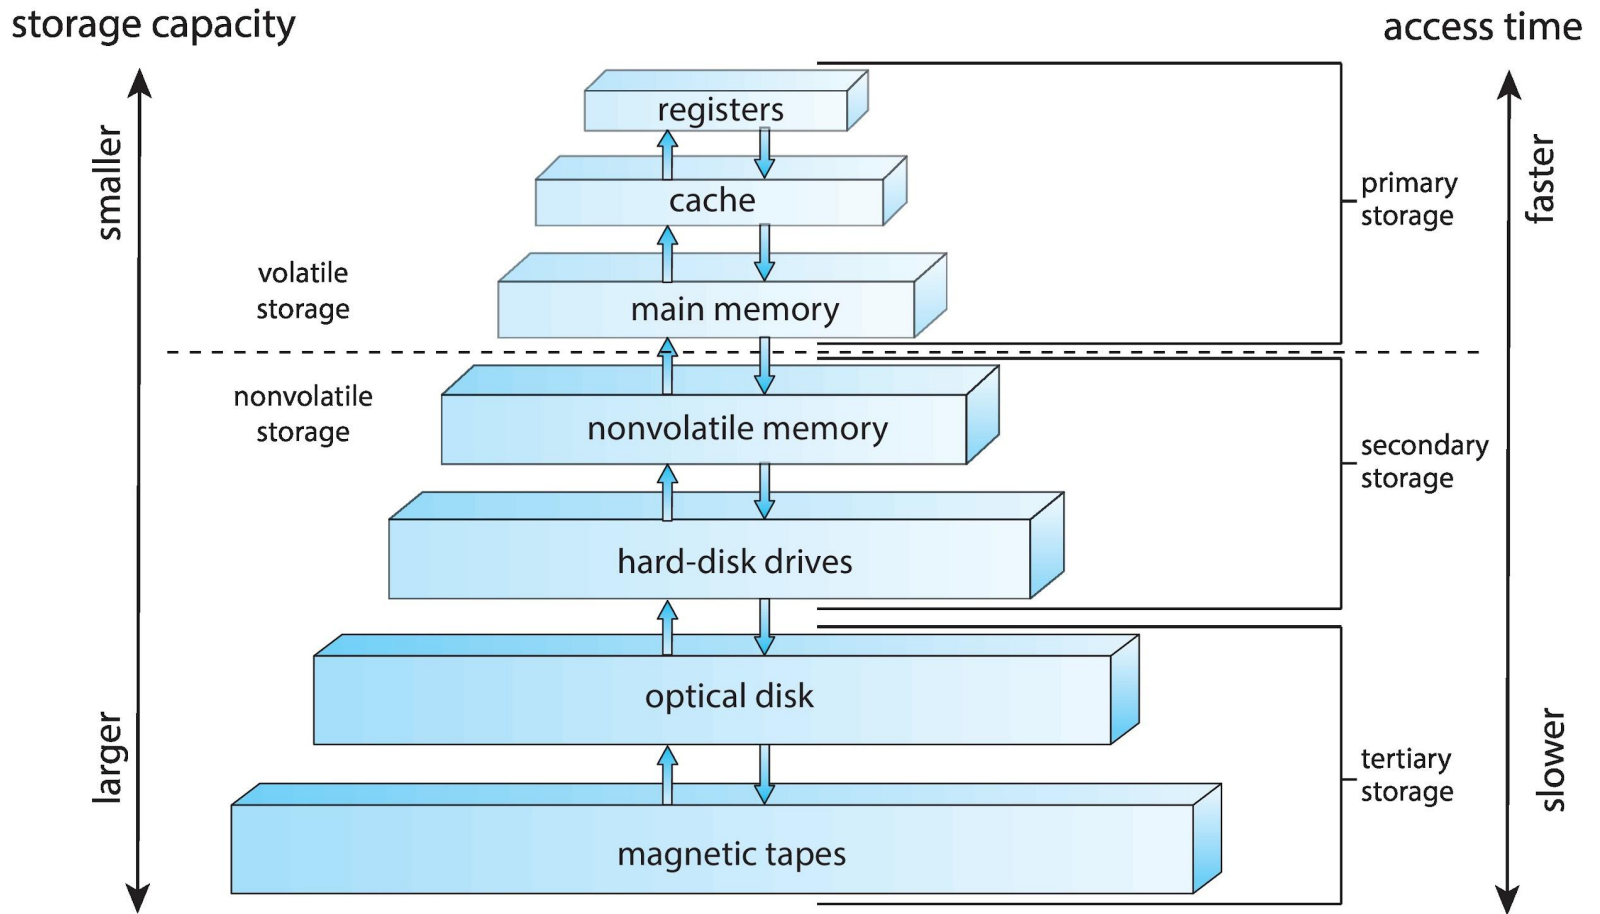 storage capacity
access time
smaller
larger
registers
cache
main memory
volatile
storage
nonvolatile
storage
nonvolatile memory
hard-disk drives
optical disk
magnetic tapes
primary
storage
secondary
storage
tertiary
storage
faster
slower